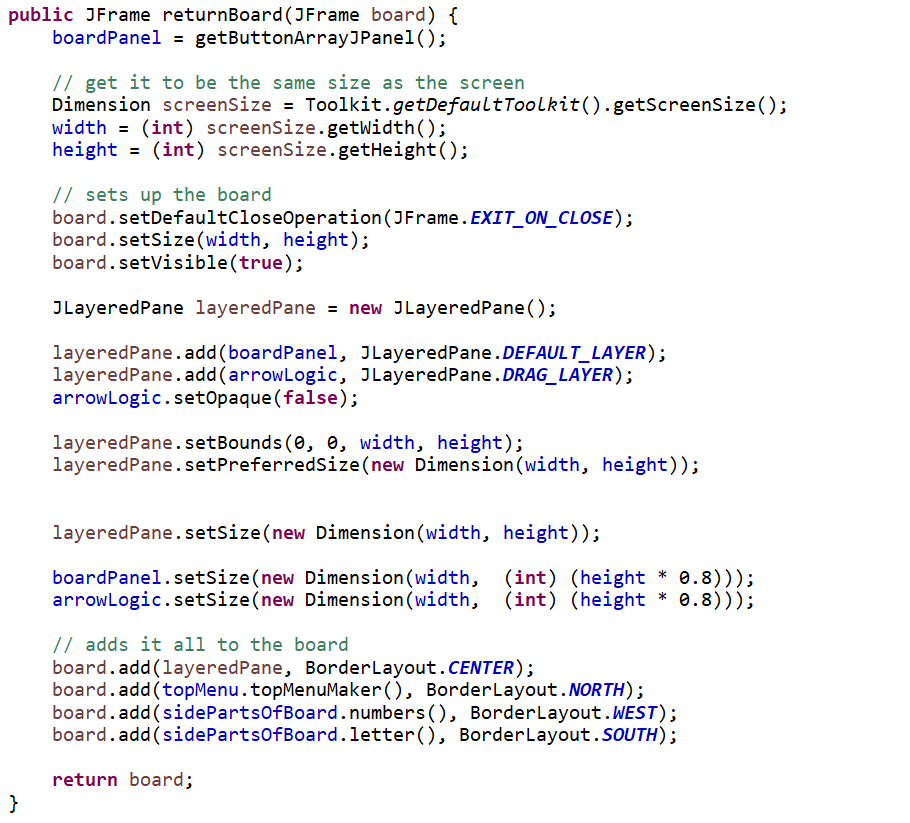 public JFrame returnBoard(JFrame board) {
    boardPanel = getButtonArrayJPanel();

    // get it to be the same size as the screen
    Dimension screenSize = Toolkit.getDefaultToolkit().getScreenSize();
    width = (int) screenSize.getWidth();
    height = (int) screenSize.getHeight();

    // sets up the board
    board.setDefaultCloseOperation(JFrame.EXIT_ON_CLOSE);
    board.setSize(width, height);
    board.setVisible(true);

    JLayeredPane layeredPane = new JLayeredPane();

    layeredPane.add(boardPanel, JLayeredPane.DEFAULT_LAYER);
    layeredPane.add(arrowLogic, JLayeredPane.DRAG_LAYER);
    arrowLogic.setOpaque(false);

    layeredPane.setBounds(0, 0, width, height);
    layeredPane.setPreferredSize(new Dimension(width, height));


    layeredPane.setSize(new Dimension(width, height));

    boardPanel.setSize(new Dimension(width,  (int) (height * 0.8)));
    arrowLogic.setSize(new Dimension(width,  (int) (height * 0.8)));

    // adds it all to the board
    board.add(layeredPane, BorderLayout.CENTER);
    board.add(topMenu.topMenuMaker(), BorderLayout.NORTH);
    board.add(sidePartsOfBoard.numbers(), BorderLayout.WEST);
    board.add(sidePartsOfBoard.letter(), BorderLayout.SOUTH);

    return board;
}